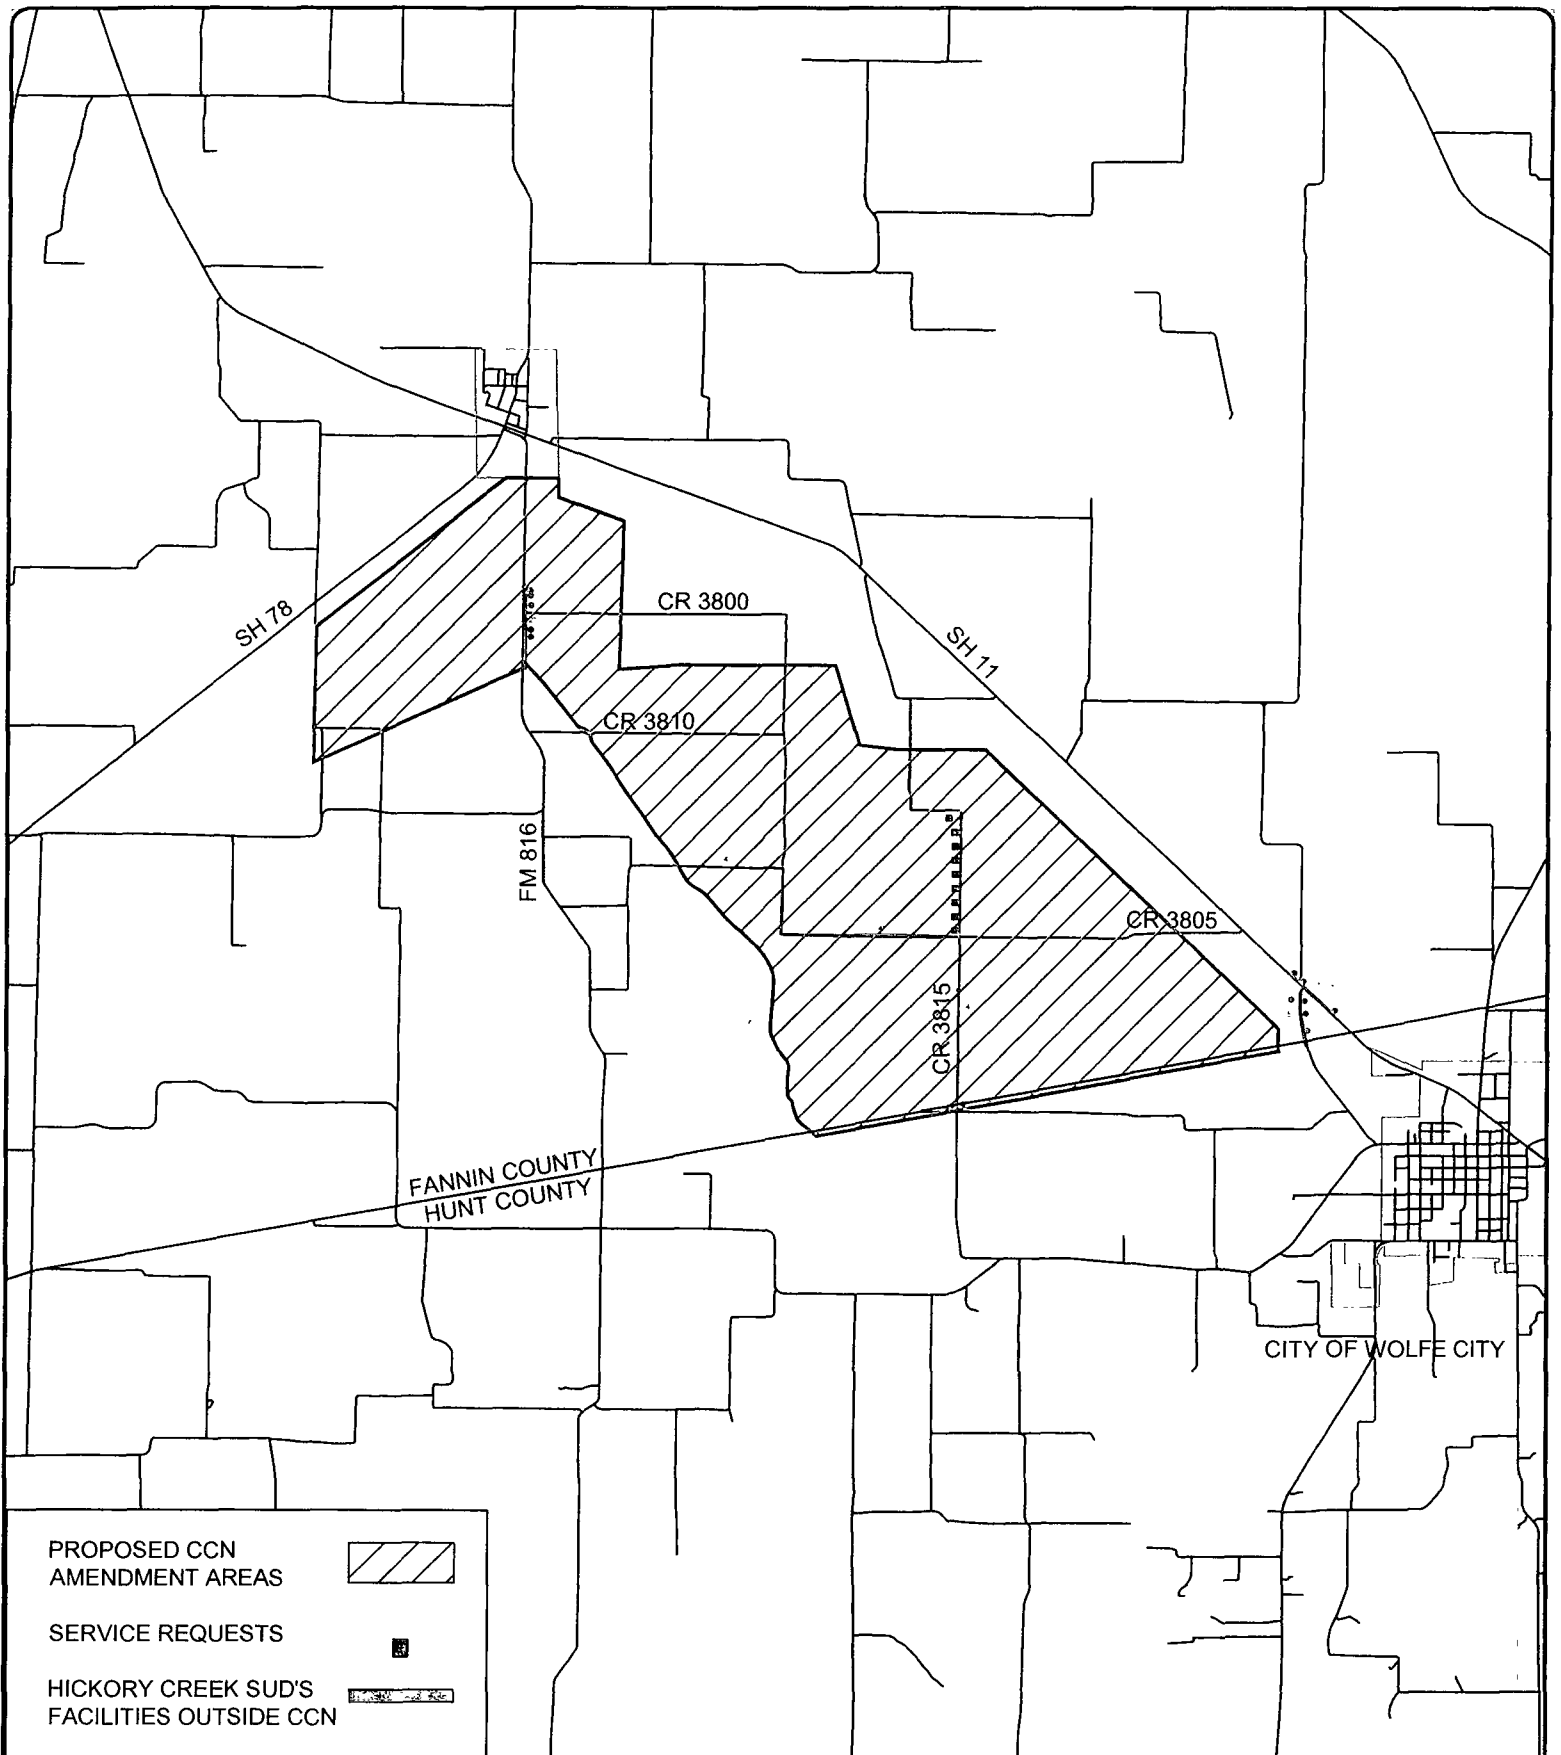 CR 3800
SH 78
SH 11
CR 3810
FM 816
CR 3805
CR 3815
FANNIN COUNTY
HUNT COUNTY
CITY OF WOLFE CITY
PROPOSED CCN
AMENDMENT AREAS
SERVICE REQUESTS
HICKORY CREEK SUD'S
FACILITIES OUTSIDE CCN